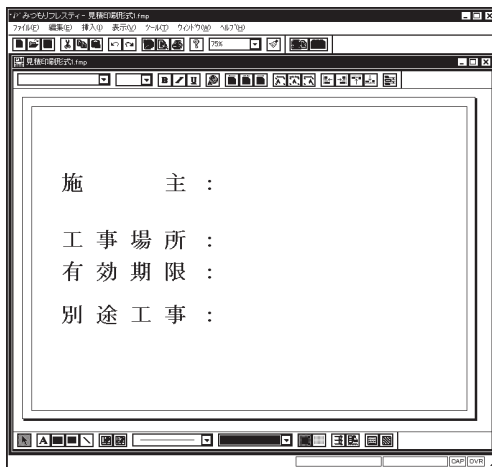 みつもりフレスティ - 見積印刷形式1.fmp
ファイル(F) 編集(E) 挿入(I) 表示(V) ツール(T) ウィンドウ(W) ヘルプ(H)
75%
見積印刷形式1.fmp
B I U
施 主 :
工 事 場 所 :
有 効 期 限 :
別 途 工 事 :
A
CAP OVR